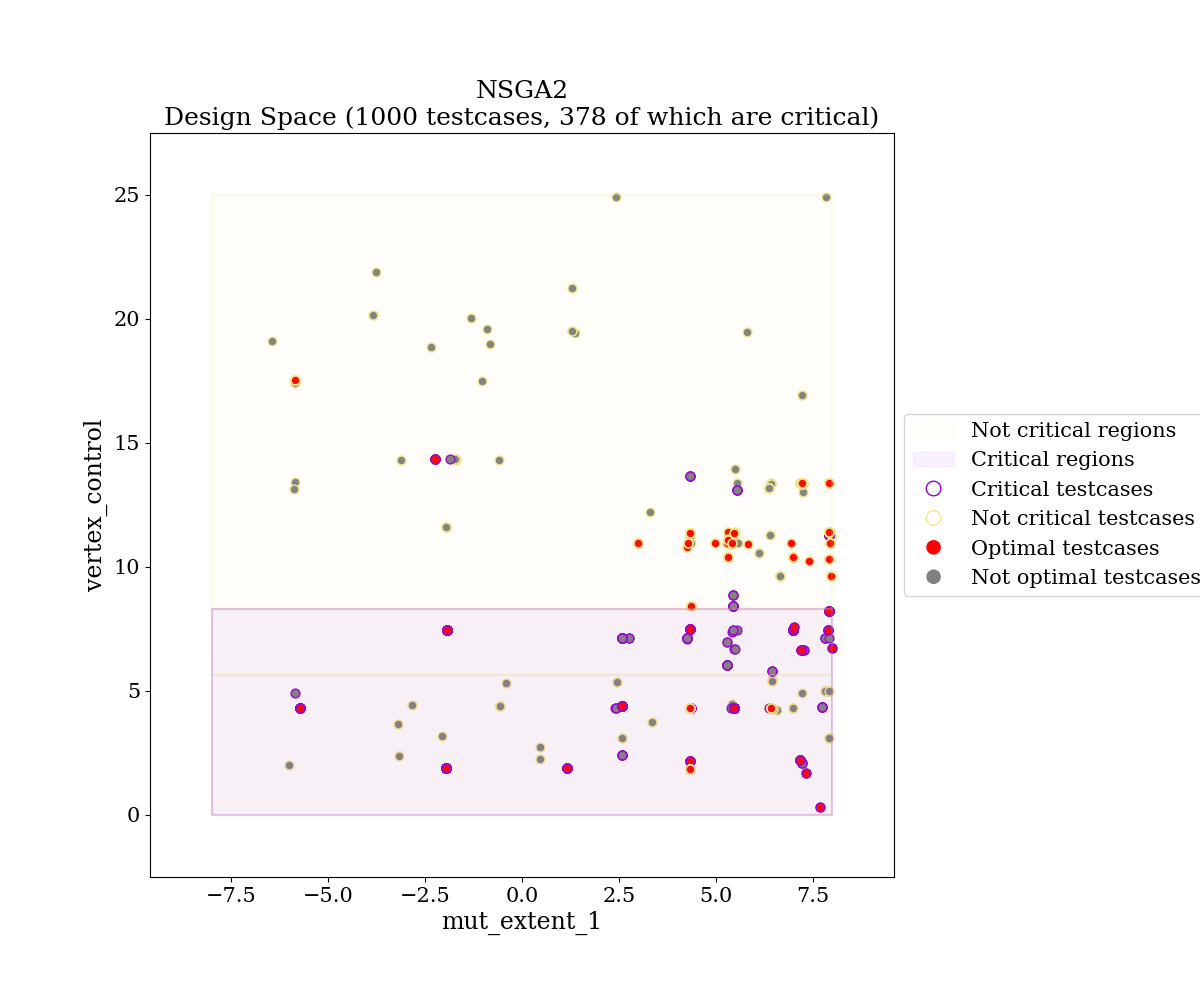 NSGA2
Design Space (1000 testcases, 378 of which are critical)
25
20
15
10
5
0
vertex_control
−7.5
−5.0
−2.5
0.0
2.5
5.0
7.5
mut_extent_1
Not critical regions
Critical regions
Critical testcases
Not critical testcases
Optimal testcases
Not optimal testcases